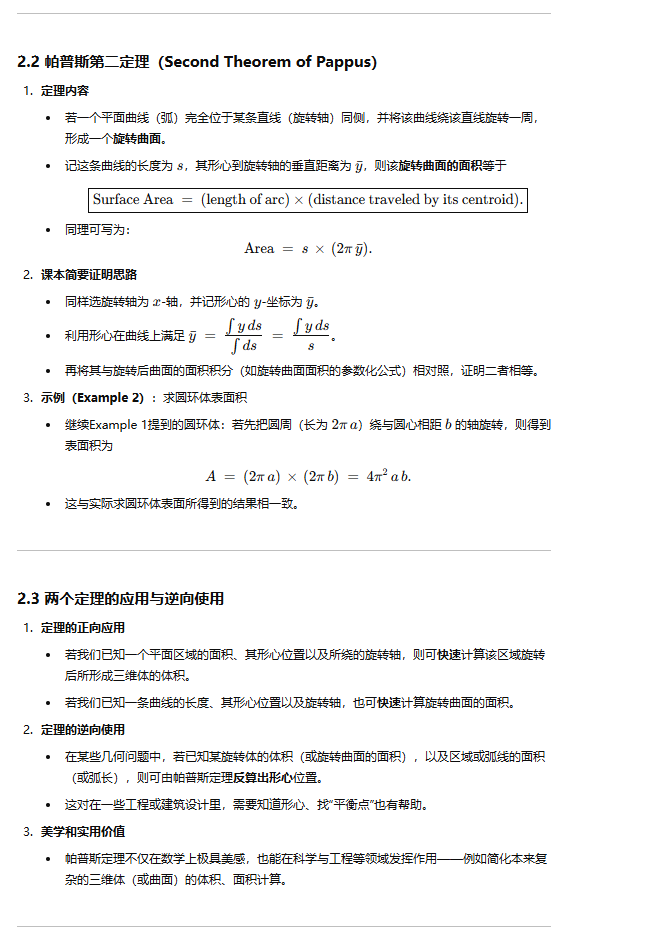 2.2 帕普斯第二定理（Second Theorem of Pappus）
1. 定理内容
• 若一个平面曲线（弧）完全位于某条直线（旋转轴）同侧，并将该曲线绕该直线旋转一周，
形成一个旋转曲面。
• 记这条曲线的长度为 s，其形心到旋转轴的垂直距离为 ȳ，则该旋转曲面的面积等于
Surface Area = (length of arc) × (distance traveled by its centroid).
• 同理可写为：
Area = s × (2π ȳ).
2. 课本简要证明思路
• 同样选旋转轴为 x-轴，并记形心的 y-坐标为 ȳ。
• 利用形心在曲线上满足 ȳ = ∫ y ds / ∫ ds = ∫ y ds / s。
• 再将其与旋转后曲面的面积积分（如旋转曲面面积的参数化公式）相对照，证明二者相等。
3. 示例（Example 2）：求圆环体表面积
• 继续Example 1提到的圆环体：若先把圆周（长为 2π a）绕与圆心相距 b 的轴旋转，则得到
表面积为
A = (2π a) × (2π b) = 4π² a b.
• 这与实际求圆环体表面所得到的结果相一致。
2.3 两个定理的应用与逆向使用
1. 定理的正向应用
• 若我们已知一个平面区域的面积、其形心位置以及所绕的旋转轴，则可快速计算该区域旋转
后所形成三维体的体积。
• 若我们已知一条曲线的长度、其形心位置以及旋转轴，也可快速计算旋转曲面的面积。
2. 定理的逆向使用
• 在某些几何问题中，若已知某旋转体的体积（或旋转曲面的面积），以及区域或弧线的面积
（或弧长），则可由帕普斯定理反算出形心位置。
• 这对在一些工程或建筑设计里，需要知道形心、找“平衡点”也有帮助。
3. 美学和实用价值
• 帕普斯定理不仅在数学上极具美感，也能在科学与工程等领域发挥作用——例如简化本来复
杂的三维体（或曲面）的体积、面积计算。